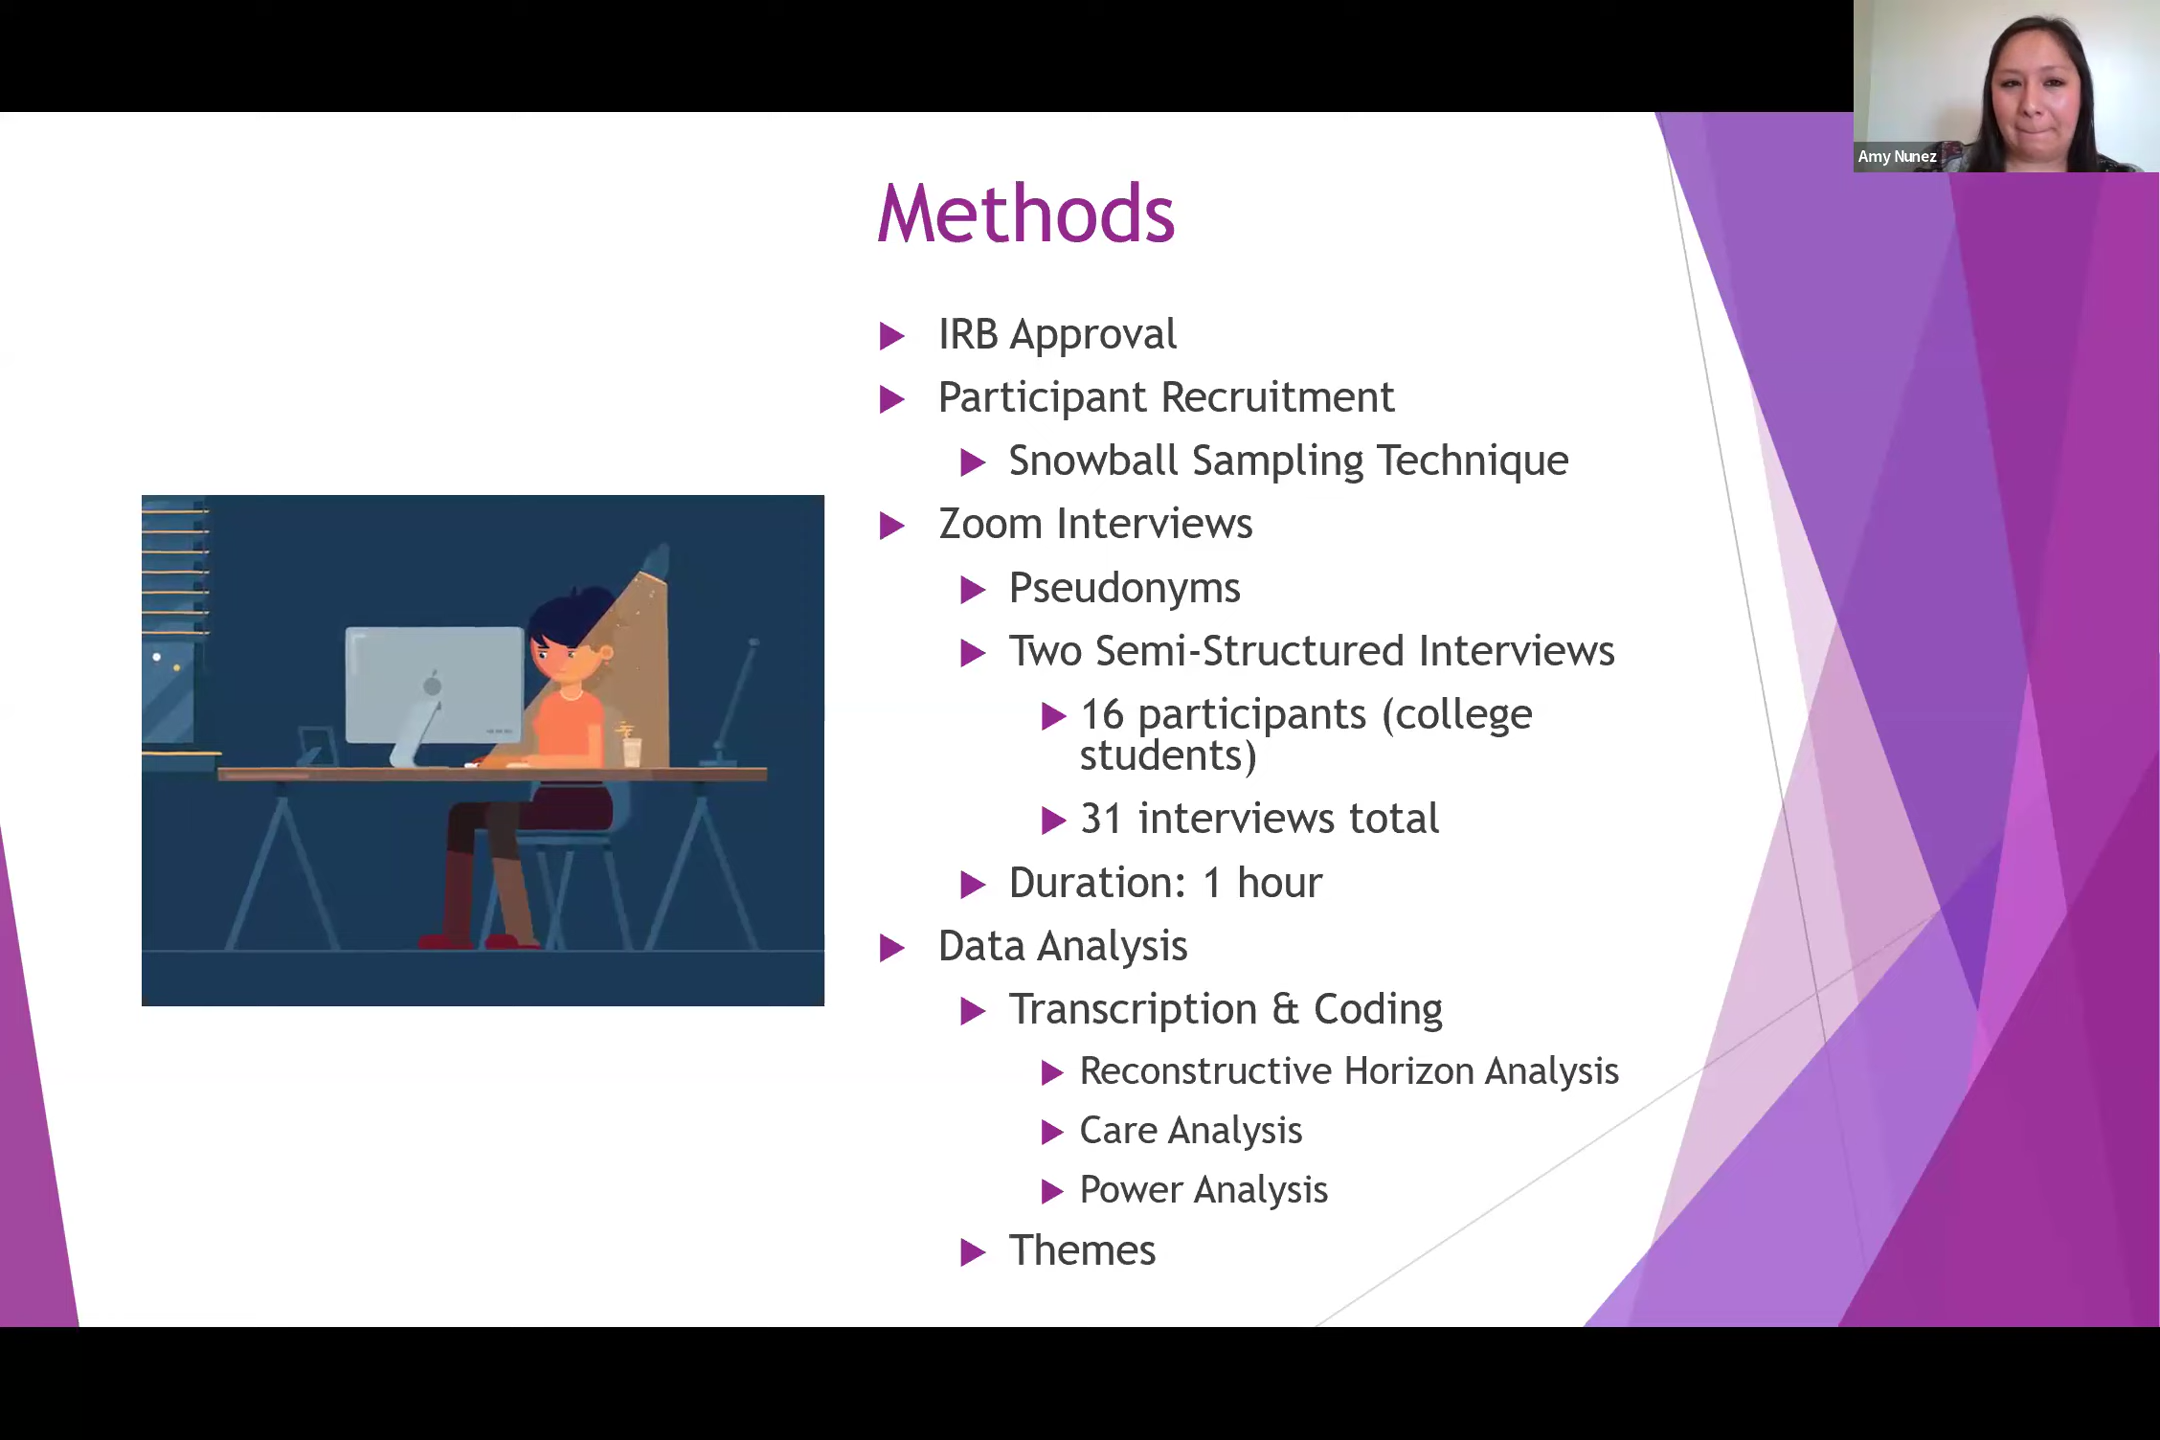 Amy Nunez
Methods
IRB Approval
Participant Recruitment
Snowball Sampling Technique
Zoom Interviews
Pseudonyms
Two Semi-Structured Interviews
16 participants (college
students)
31 interviews total
Duration: 1 hour
Data Analysis
Transcription & Coding
Reconstructive Horizon Analysis
Care Analysis
Power Analysis
Themes